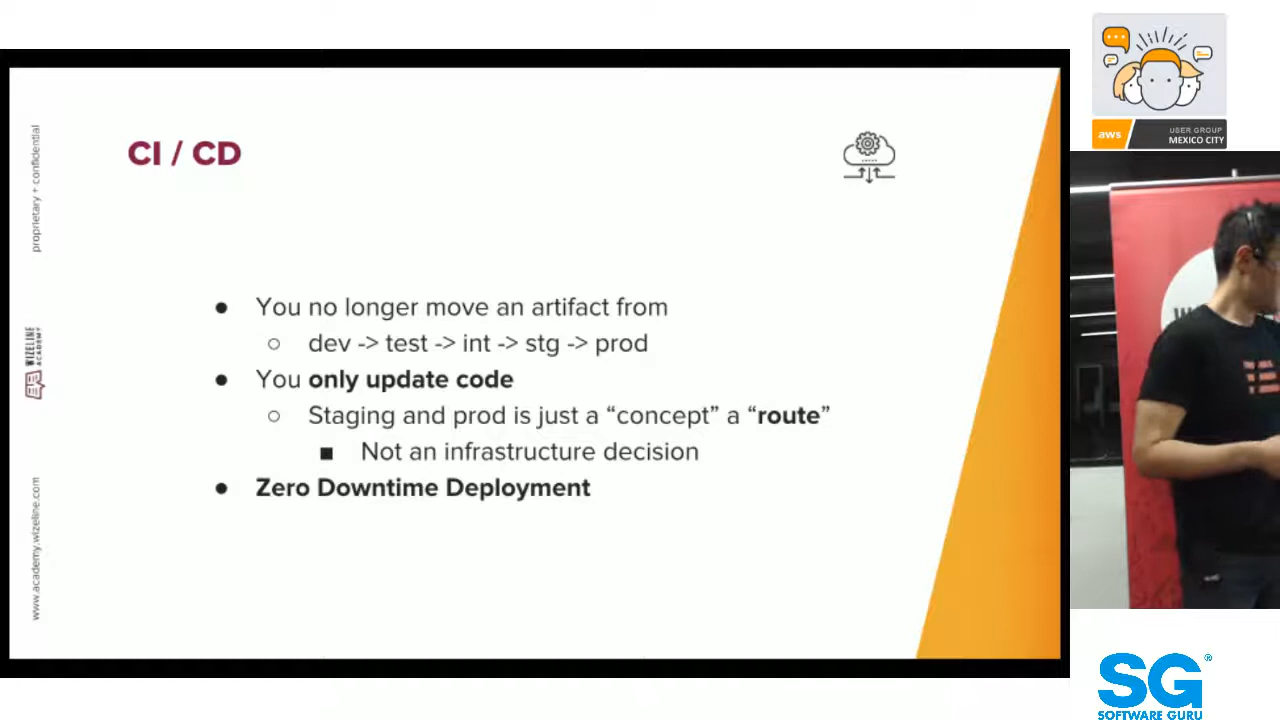 CI / CD
You no longer move an artifact from
dev -> test -> int -> stg -> prod
You only update code
Staging and prod is just a “concept” a “route”
Not an infrastructure decision
Zero Downtime Deployment
proprietary + confidential
WIZELINE
ACADEMY
www.academy.wizeline.com
aws
USER GROUP
MEXICO CITY
SG®
SOFTWARE GURU